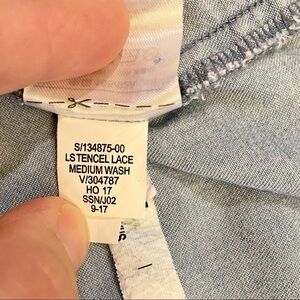 S/134875-00
LS TENCEL LACE
MEDIUM WASH
V/304787
HO 17
SSN/J02
9-17